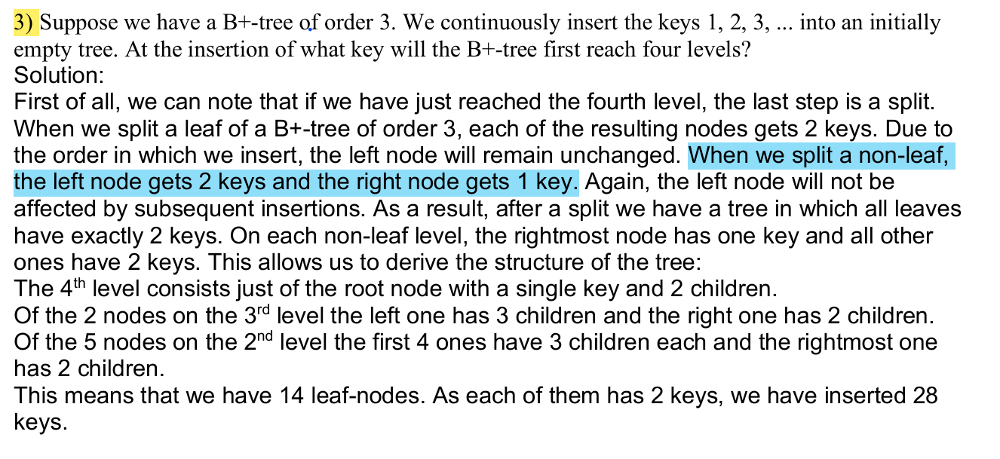 3) Suppose we have a B+-tree of order 3. We continuously insert the keys 1, 2, 3, ... into an initially
empty tree. At the insertion of what key will the B+-tree first reach four levels?
Solution:
First of all, we can note that if we have just reached the fourth level, the last step is a split.
When we split a leaf of a B+-tree of order 3, each of the resulting nodes gets 2 keys. Due to
the order in which we insert, the left node will remain unchanged. When we split a non-leaf,
the left node gets 2 keys and the right node gets 1 key. Again, the left node will not be
affected by subsequent insertions. As a result, after a split we have a tree in which all leaves
have exactly 2 keys. On each non-leaf level, the rightmost node has one key and all other
ones have 2 keys. This allows us to derive the structure of the tree:
The 4th level consists just of the root node with a single key and 2 children.
Of the 2 nodes on the 3rd level the left one has 3 children and the right one has 2 children.
Of the 5 nodes on the 2nd level the first 4 ones have 3 children each and the rightmost one
has 2 children.
This means that we have 14 leaf-nodes. As each of them has 2 keys, we have inserted 28
keys.